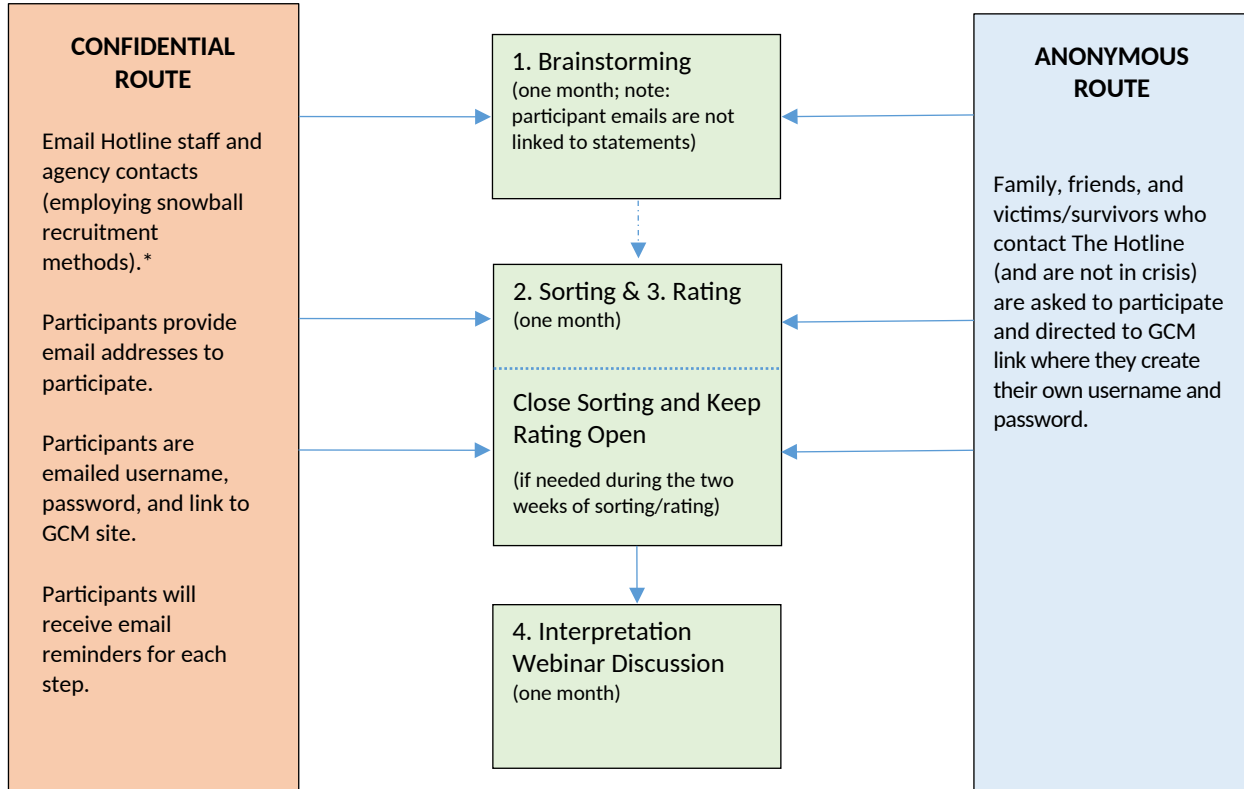 CONFIDENTIAL
ROUTE
Email Hotline staff and
agency contacts
(employing snowball
recruitment
methods).*
Participants provide
email addresses to
participate.
Participants are
emailed username,
password, and link to
GCM site.
Participants will
receive email
reminders for each
step.
1. Brainstorming
(one month; note:
participant emails are not
linked to statements)
2. Sorting & 3. Rating
(one month)
Close Sorting and Keep
Rating Open
(if needed during the two
weeks of sorting/rating)
4. Interpretation
Webinar Discussion
(one month)
ANONYMOUS
ROUTE
Family, friends, and
victims/survivors who
contact The Hotline
(and are not in crisis)
are asked to participate
and directed to GCM
link where they create
their own username and
password.